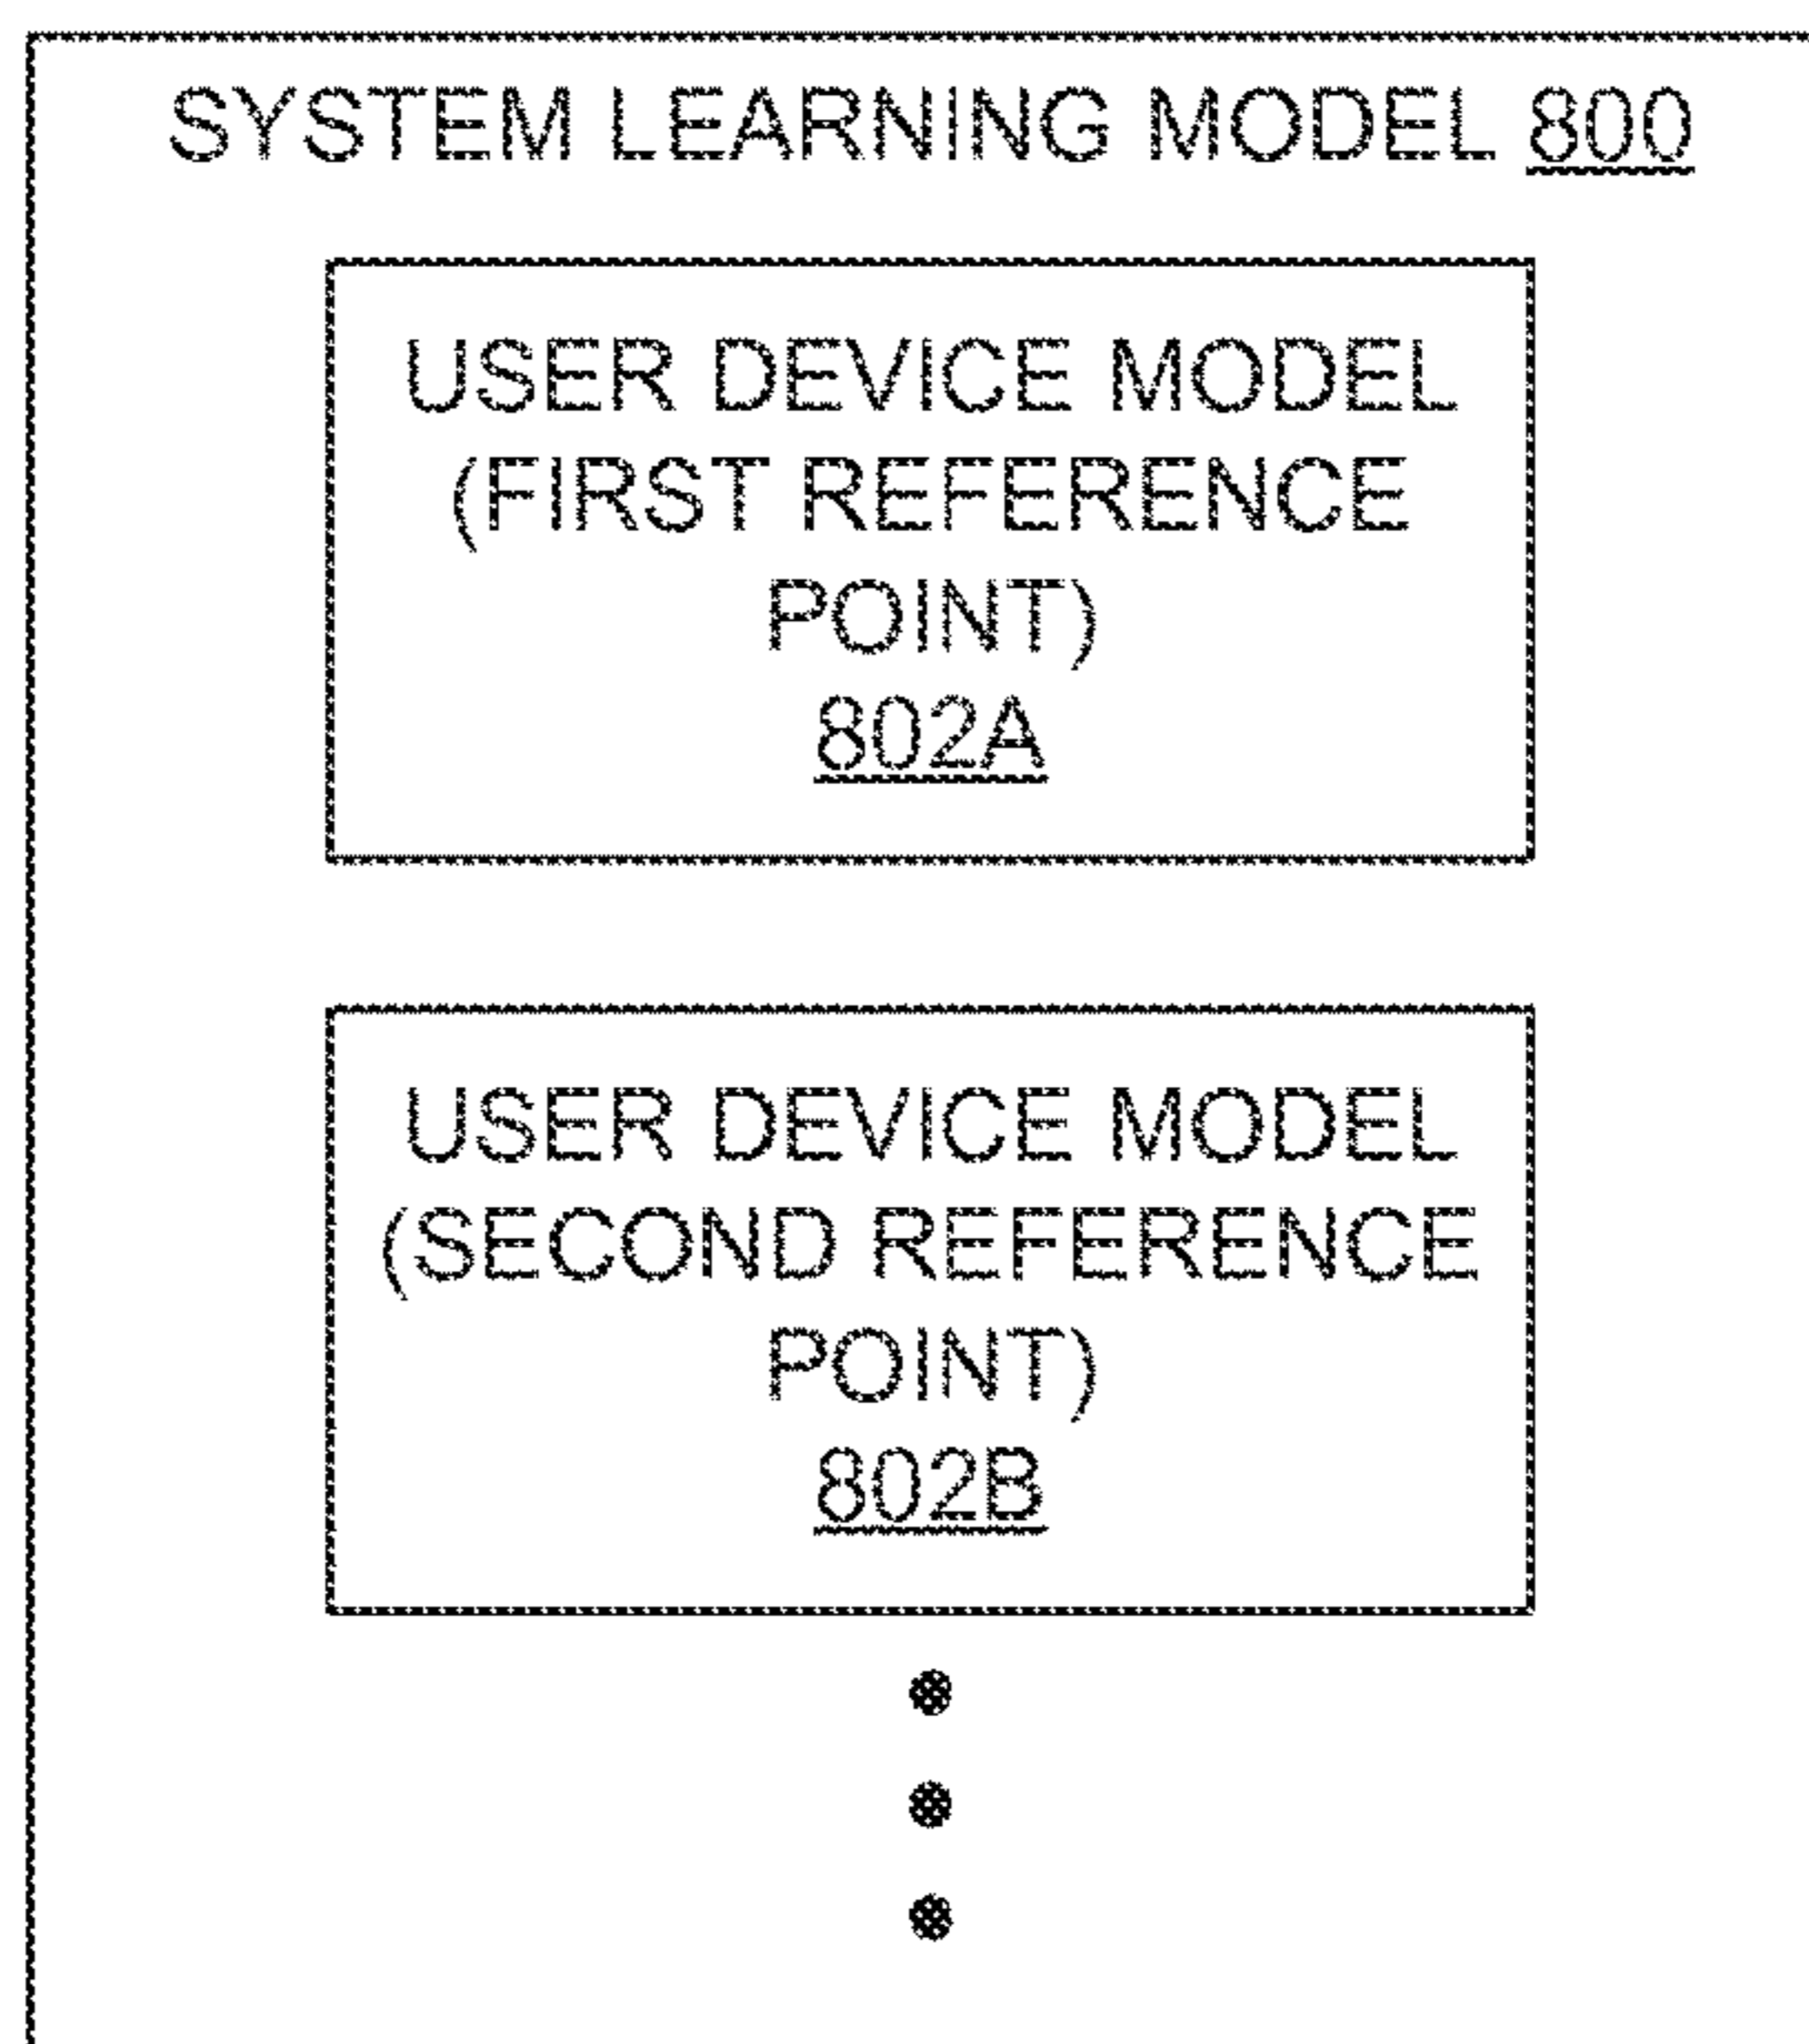 SYSTEM LEARNING MODEL 800
USER DEVICE MODEL
(FIRST REFERENCE
POINT)
802A
USER DEVICE MODEL
(SECOND REFERENCE
POINT)
802B